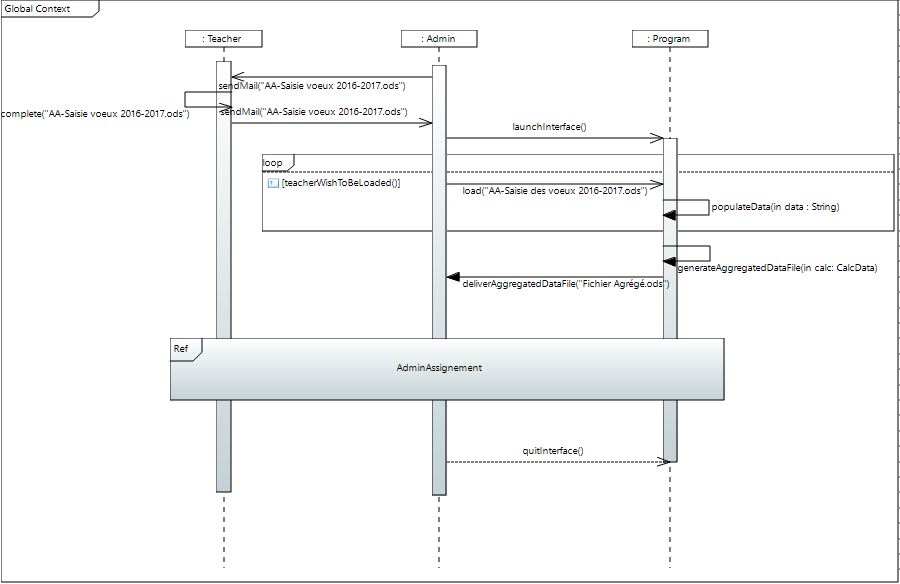 Global Context
: Teacher
: Admin
: Program
sendMail("AA-Saisie voeux 2016-2017.ods")
complete("AA-Saisie voeux 2016-2017.ods")
sendMail("AA-Saisie voeux 2016-2017.ods")
launchInterface()
loop
[teacherWishToBeLoaded()]
load("AA-Saisie des voeux 2016-2017.ods")
populateData(in data : String)
generateAggregatedDataFile(in calc: CalcData)
deliverAggregatedDataFile("Fichier Agrégé.ods")
Ref
AdminAssignement
quitInterface()